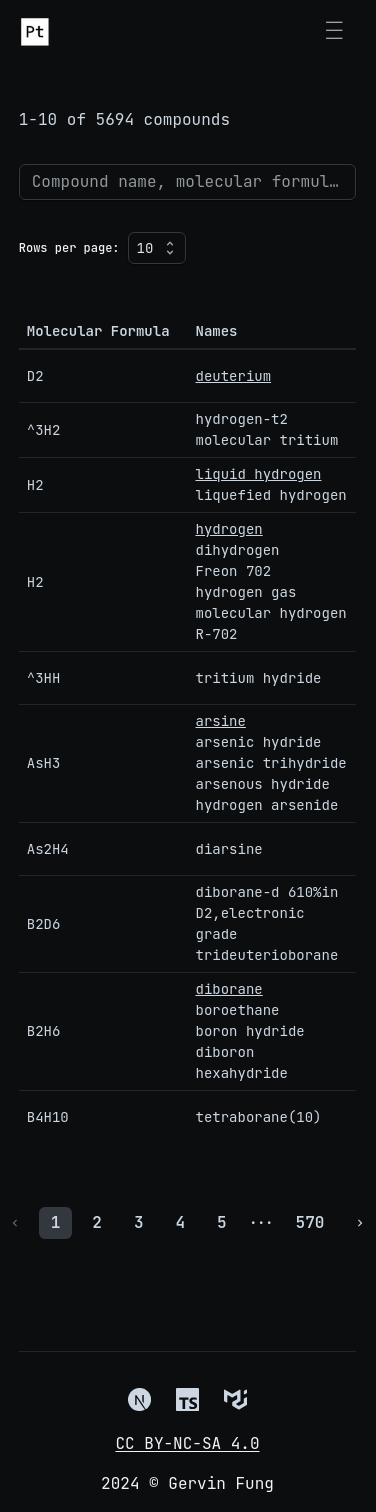 Pt
1-10 of 5694 compounds
Compound name, molecular formul…
Rows per page: 10
Molecular Formula Names
D2 deuterium
^3H2 hydrogen-t2
molecular tritium
H2 liquid hydrogen
liquefied hydrogen
H2 hydrogen
dihydrogen
Freon 702
hydrogen gas
molecular hydrogen
R-702
^3HH tritium hydride
AsH3 arsine
arsenic hydride
arsenic trihydride
arsenous hydride
hydrogen arsenide
As2H4 diarsine
B2D6 diborane-d 610%in
D2,electronic
grade
trideuterioborane
B2H6 diborane
boroethane
boron hydride
diboron
hexahydride
B4H10 tetraborane(10)
‹ 1 2 3 4 5 ··· 570 ›
N TS
CC BY-NC-SA 4.0
2024 © Gervin Fung